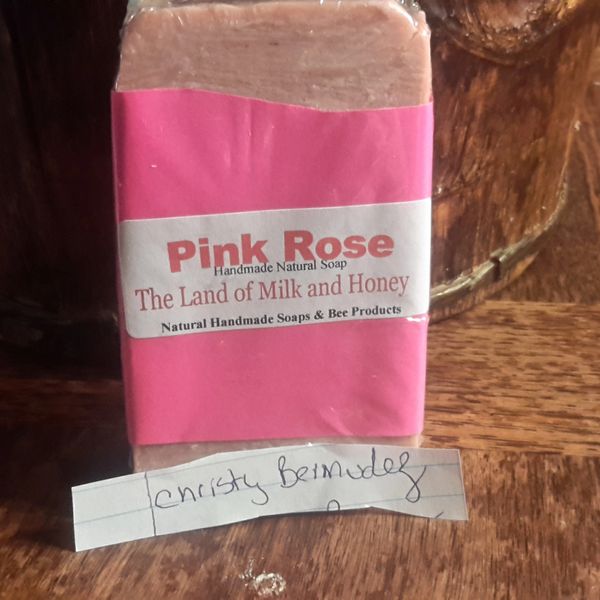 Pink Rose
Handmade Natural Soap
The Land of Milk and Honey
Natural Handmade Soaps & Bee Products
Christy Bermudez